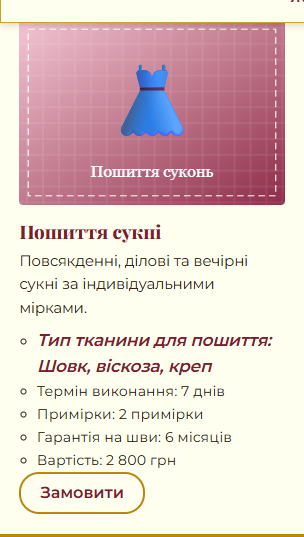 Пошиття суконь
Пошиття сукні
Повсякденні, ділові та вечірні
сукні за індивідуальними
мірками.
Тип тканини для пошиття:
Шовк, віскоза, креп
Термін виконання: 7 днів
Примірки: 2 примірки
Гарантія на шви: 6 місяців
Вартість: 2 800 грн
Замовити